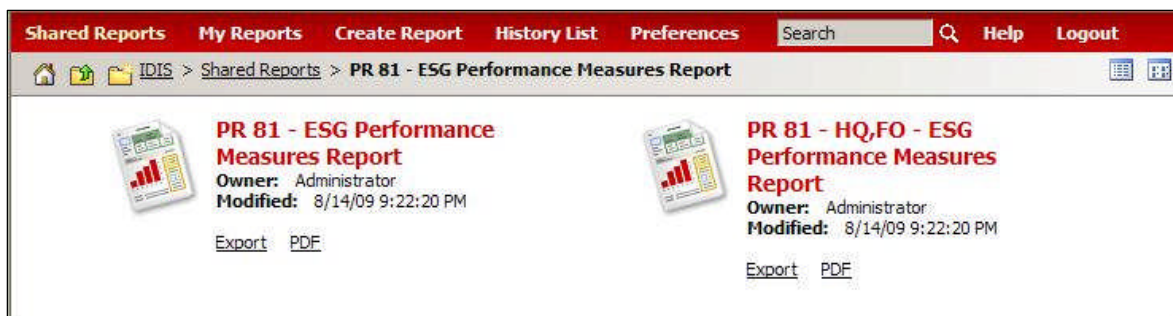 Shared Reports My Reports Create Report History List Preferences Search Help Logout
IDIS > Shared Reports > PR 81 - ESG Performance Measures Report
PR 81 - ESG Performance
Measures Report
Owner: Administrator
Modified: 8/14/09 9:22:20 PM
Export PDF
PR 81 - HQ,FO - ESG
Performance Measures
Report
Owner: Administrator
Modified: 8/14/09 9:22:20 PM
Export PDF